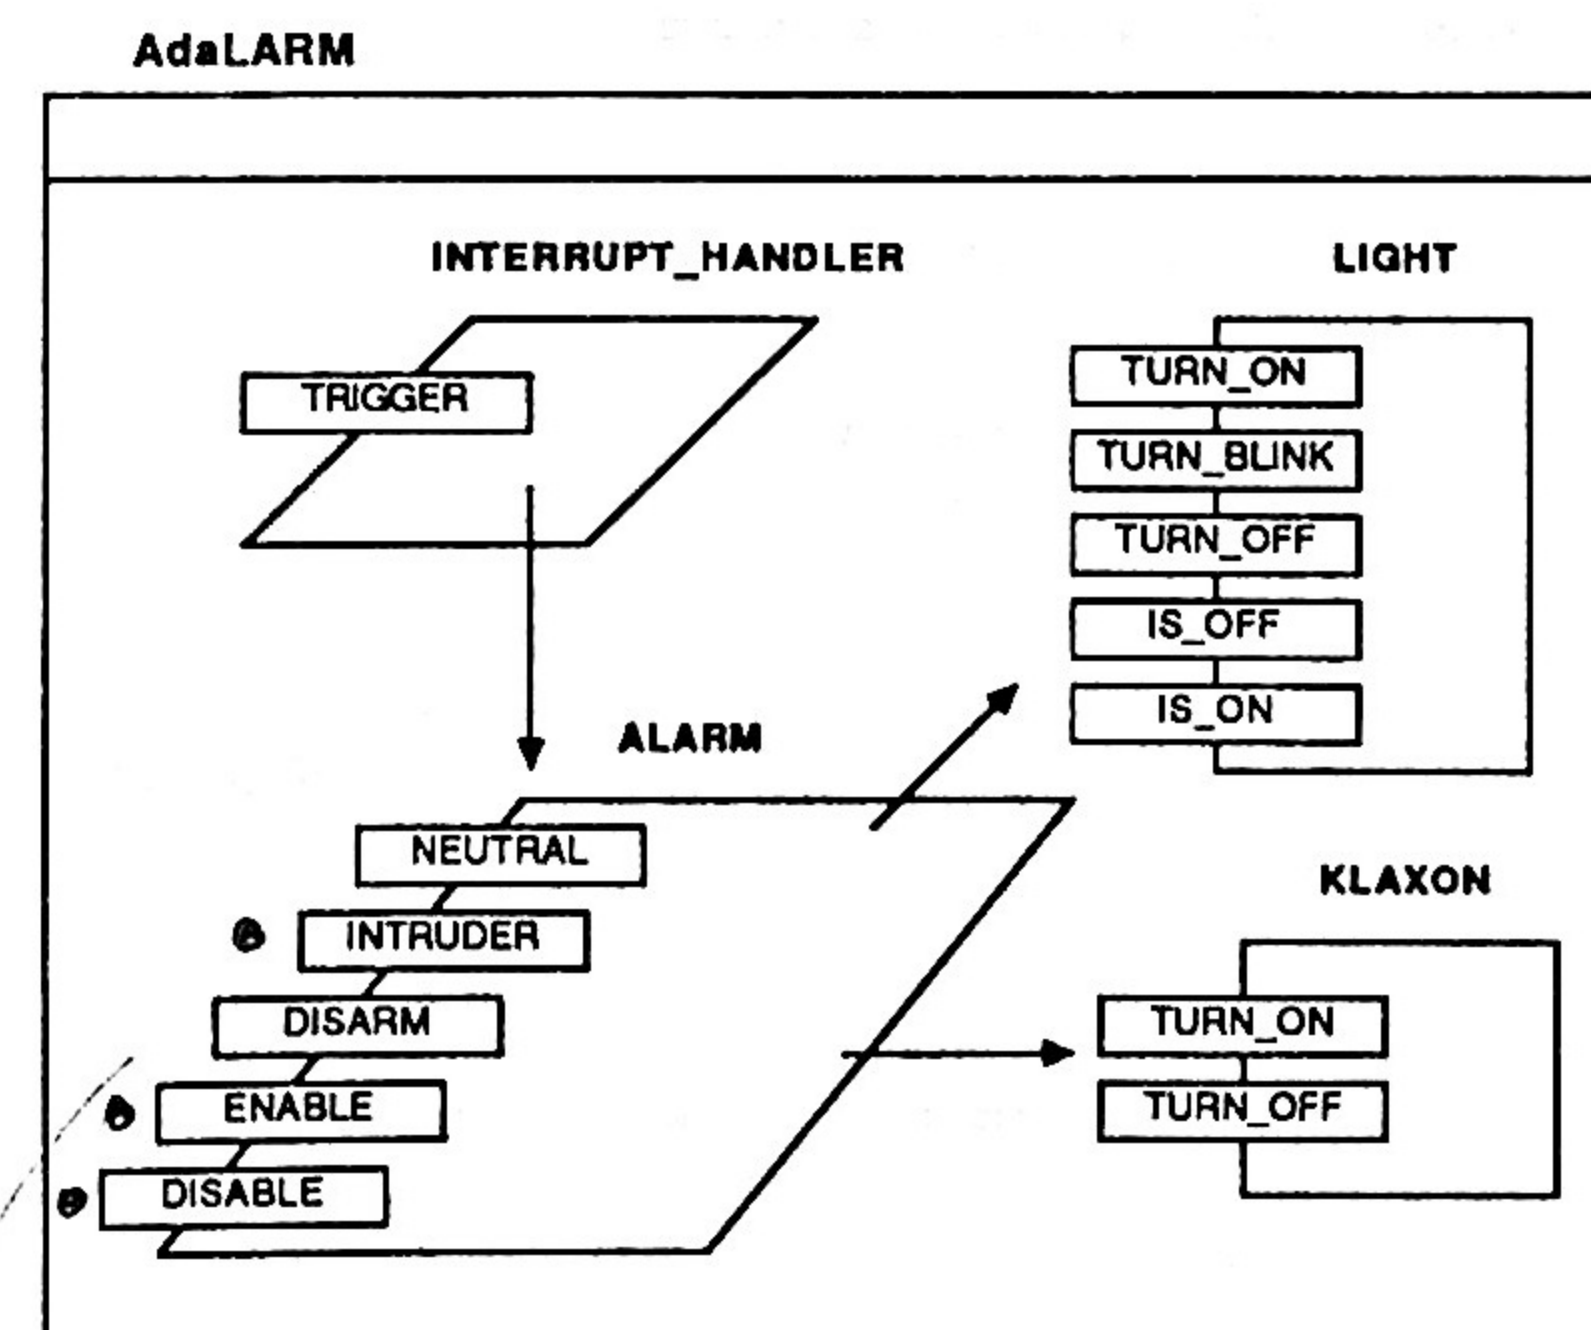 AdaLARM
INTERRUPT_HANDLER
TRIGGER
LIGHT
TURN_ON
TURN_BLINK
TURN_OFF
IS_OFF
IS_ON
ALARM
NEUTRAL
INTRUDER
DISARM
ENABLE
DISABLE
KLAXON
TURN_ON
TURN_OFF